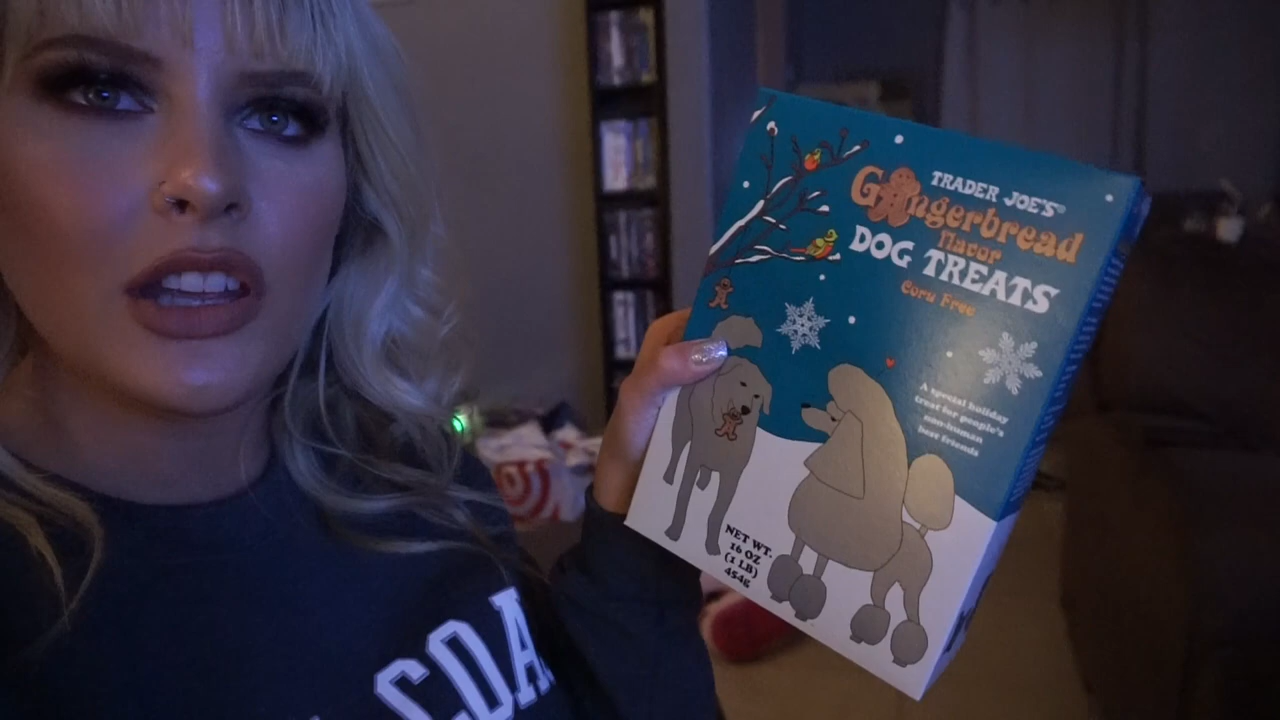 TRADER JOE'S®
Gingerbread
flavor
DOG TREATS
Corn Free
A special holiday
treat for people's
non-human
best friends
NET WT.
16 OZ
(1 LB)
454g
COA